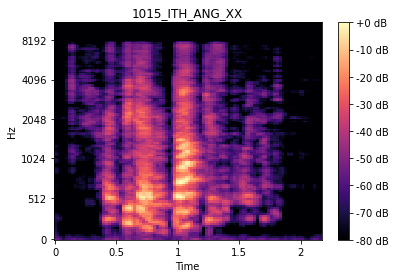 1015_ITH_ANG_XX
8192
4096
2048
1024
512
0
Hz
0
0.5
1
1.5
2
Time
+0 dB
-10 dB
-20 dB
-30 dB
-40 dB
-50 dB
-60 dB
-70 dB
-80 dB